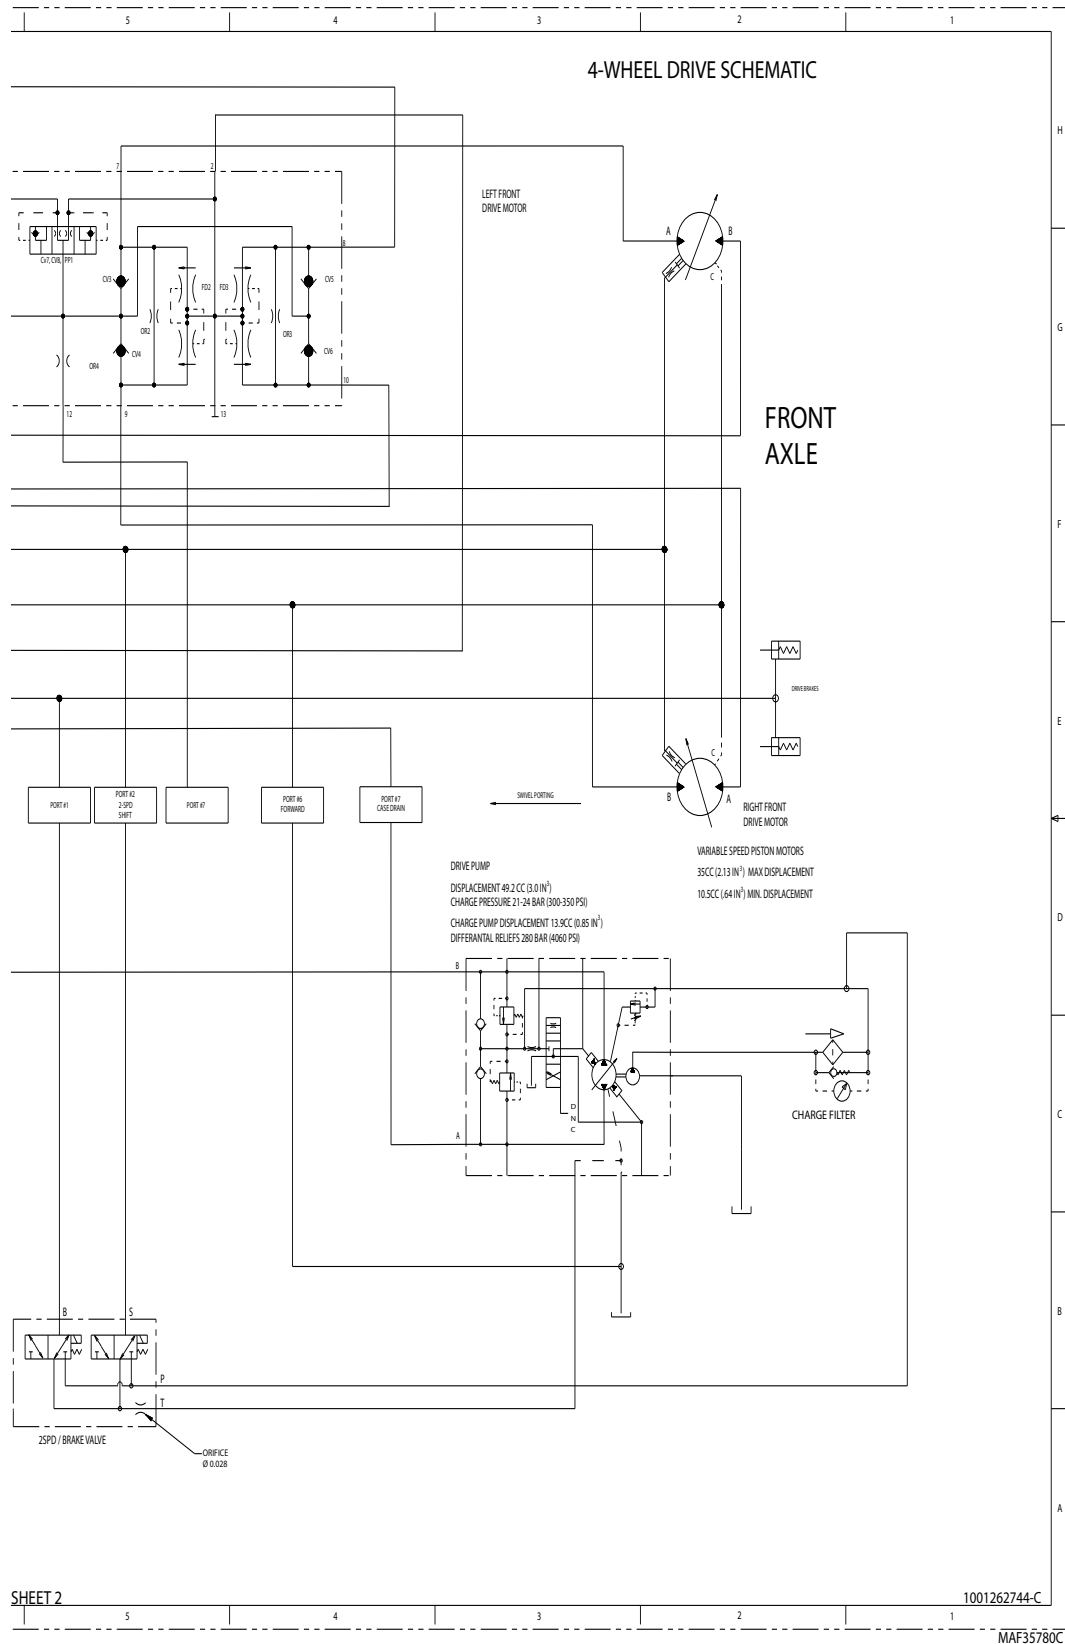 5 4 3 2 1
4-WHEEL DRIVE SCHEMATIC
H
7 2
LEFT FRONT
DRIVE MOTOR
A B
C
8
CV7, CV8, PP1
CV3 FD2 FD3 CV5
G
OR2 OR3
CV4 CV6
OR4
10
12 9 13
FRONT
AXLE
F
DRIVE BRAKES
E
C
PORT #1
PORT #2
2-SPD
SHIFT
PORT #7
PORT #6
FORWARD
PORT #7
CASE DRAIN
SWIVEL PORTING
B A
RIGHT FRONT
DRIVE MOTOR
VARIABLE SPEED PISTON MOTORS
35CC (2.13 IN³) MAX DISPLACEMENT
10.5CC (.64 IN³) MIN. DISPLACEMENT
DRIVE PUMP
DISPLACEMENT 49.2 CC (3.0 IN³)
CHARGE PRESSURE 21-24 BAR (300-350 PSI)
CHARGE PUMP DISPLACEMENT 13.9CC (0.85 IN³)
DIFFERANTAL RELIEFS 280 BAR (4060 PSI)
D
B
A
D
N
C
CHARGE FILTER
C
B S
B
P
T
2SPD / BRAKE VALVE
ORIFICE
Ø 0.028
A
SHEET 2
1001262744-C
5 4 3 2 1
MAF35780C